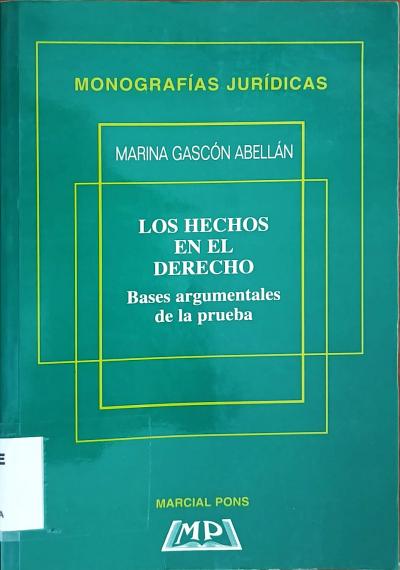 MONOGRAFÍAS JURÍDICAS
MARINA GASCÓN ABELLÁN
LOS HECHOS
EN EL
DERECHO
Bases argumentales
de la prueba
E
A
MARCIAL PONS
MP